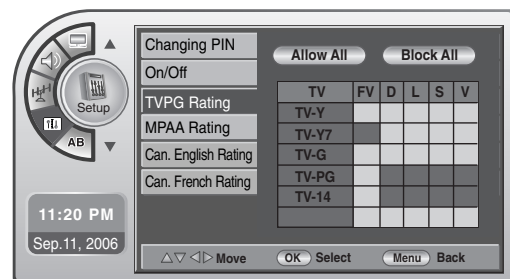 Changing PIN
On/Off
TVPG Rating
MPAA Rating
Can. English Rating
Can. French Rating
Allow All
Block All
TV FV D L S V
TV-Y
TV-Y7
TV-G
TV-PG
TV-14
Setup
AB
11:20 PM
Sep.11, 2006
Move
OK Select
Menu Back